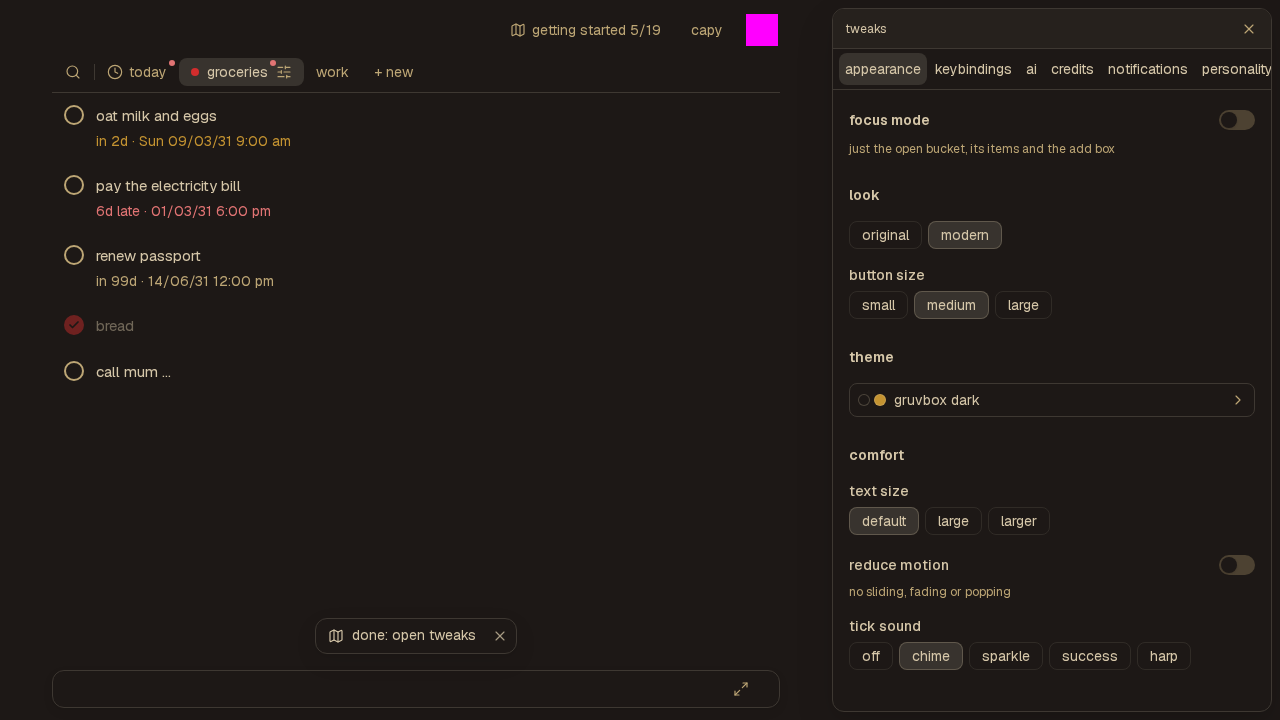 getting started 5/19
capy
today
groceries
work
+ new
oat milk and eggs
in 2d · Sun 09/03/31 9:00 am
pay the electricity bill
6d late · 01/03/31 6:00 pm
renew passport
in 99d · 14/06/31 12:00 pm
bread
call mum ...
done: open tweaks
tweaks
appearance
keybindings
ai
credits
notifications
personality
focus mode
just the open bucket, its items and the add box
look
original
modern
button size
small
medium
large
theme
gruvbox dark
comfort
text size
default
large
larger
reduce motion
no sliding, fading or popping
tick sound
off
chime
sparkle
success
harp